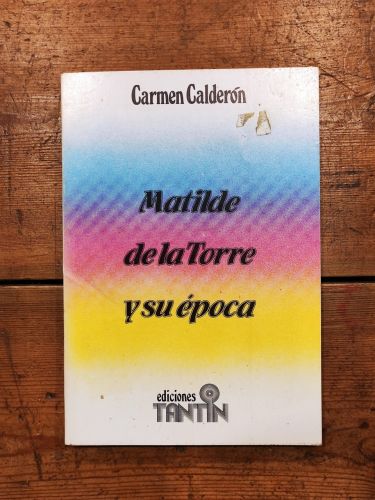 Carmen Calderón
Matilde
de la Torre
y su época
ediciones
TANTIN